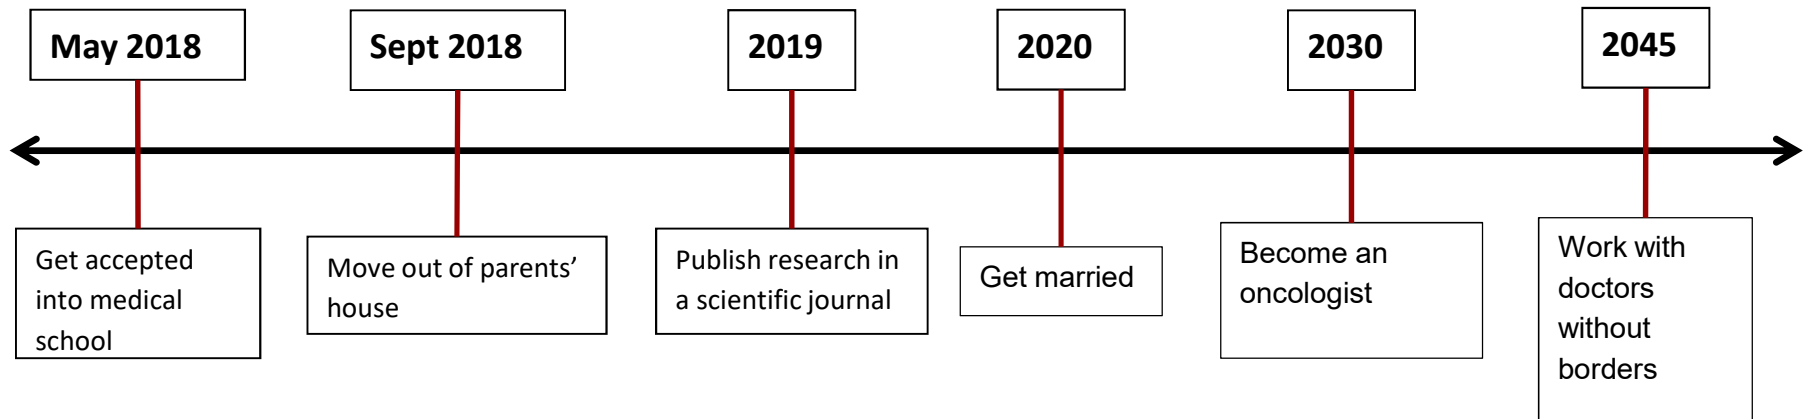 May 2018
Sept 2018
2019
2020
2030
2045
Get accepted
into medical
school
Move out of parents’
house
Publish research in
a scientific journal
Get married
Become an
oncologist
Work with
doctors
without
borders